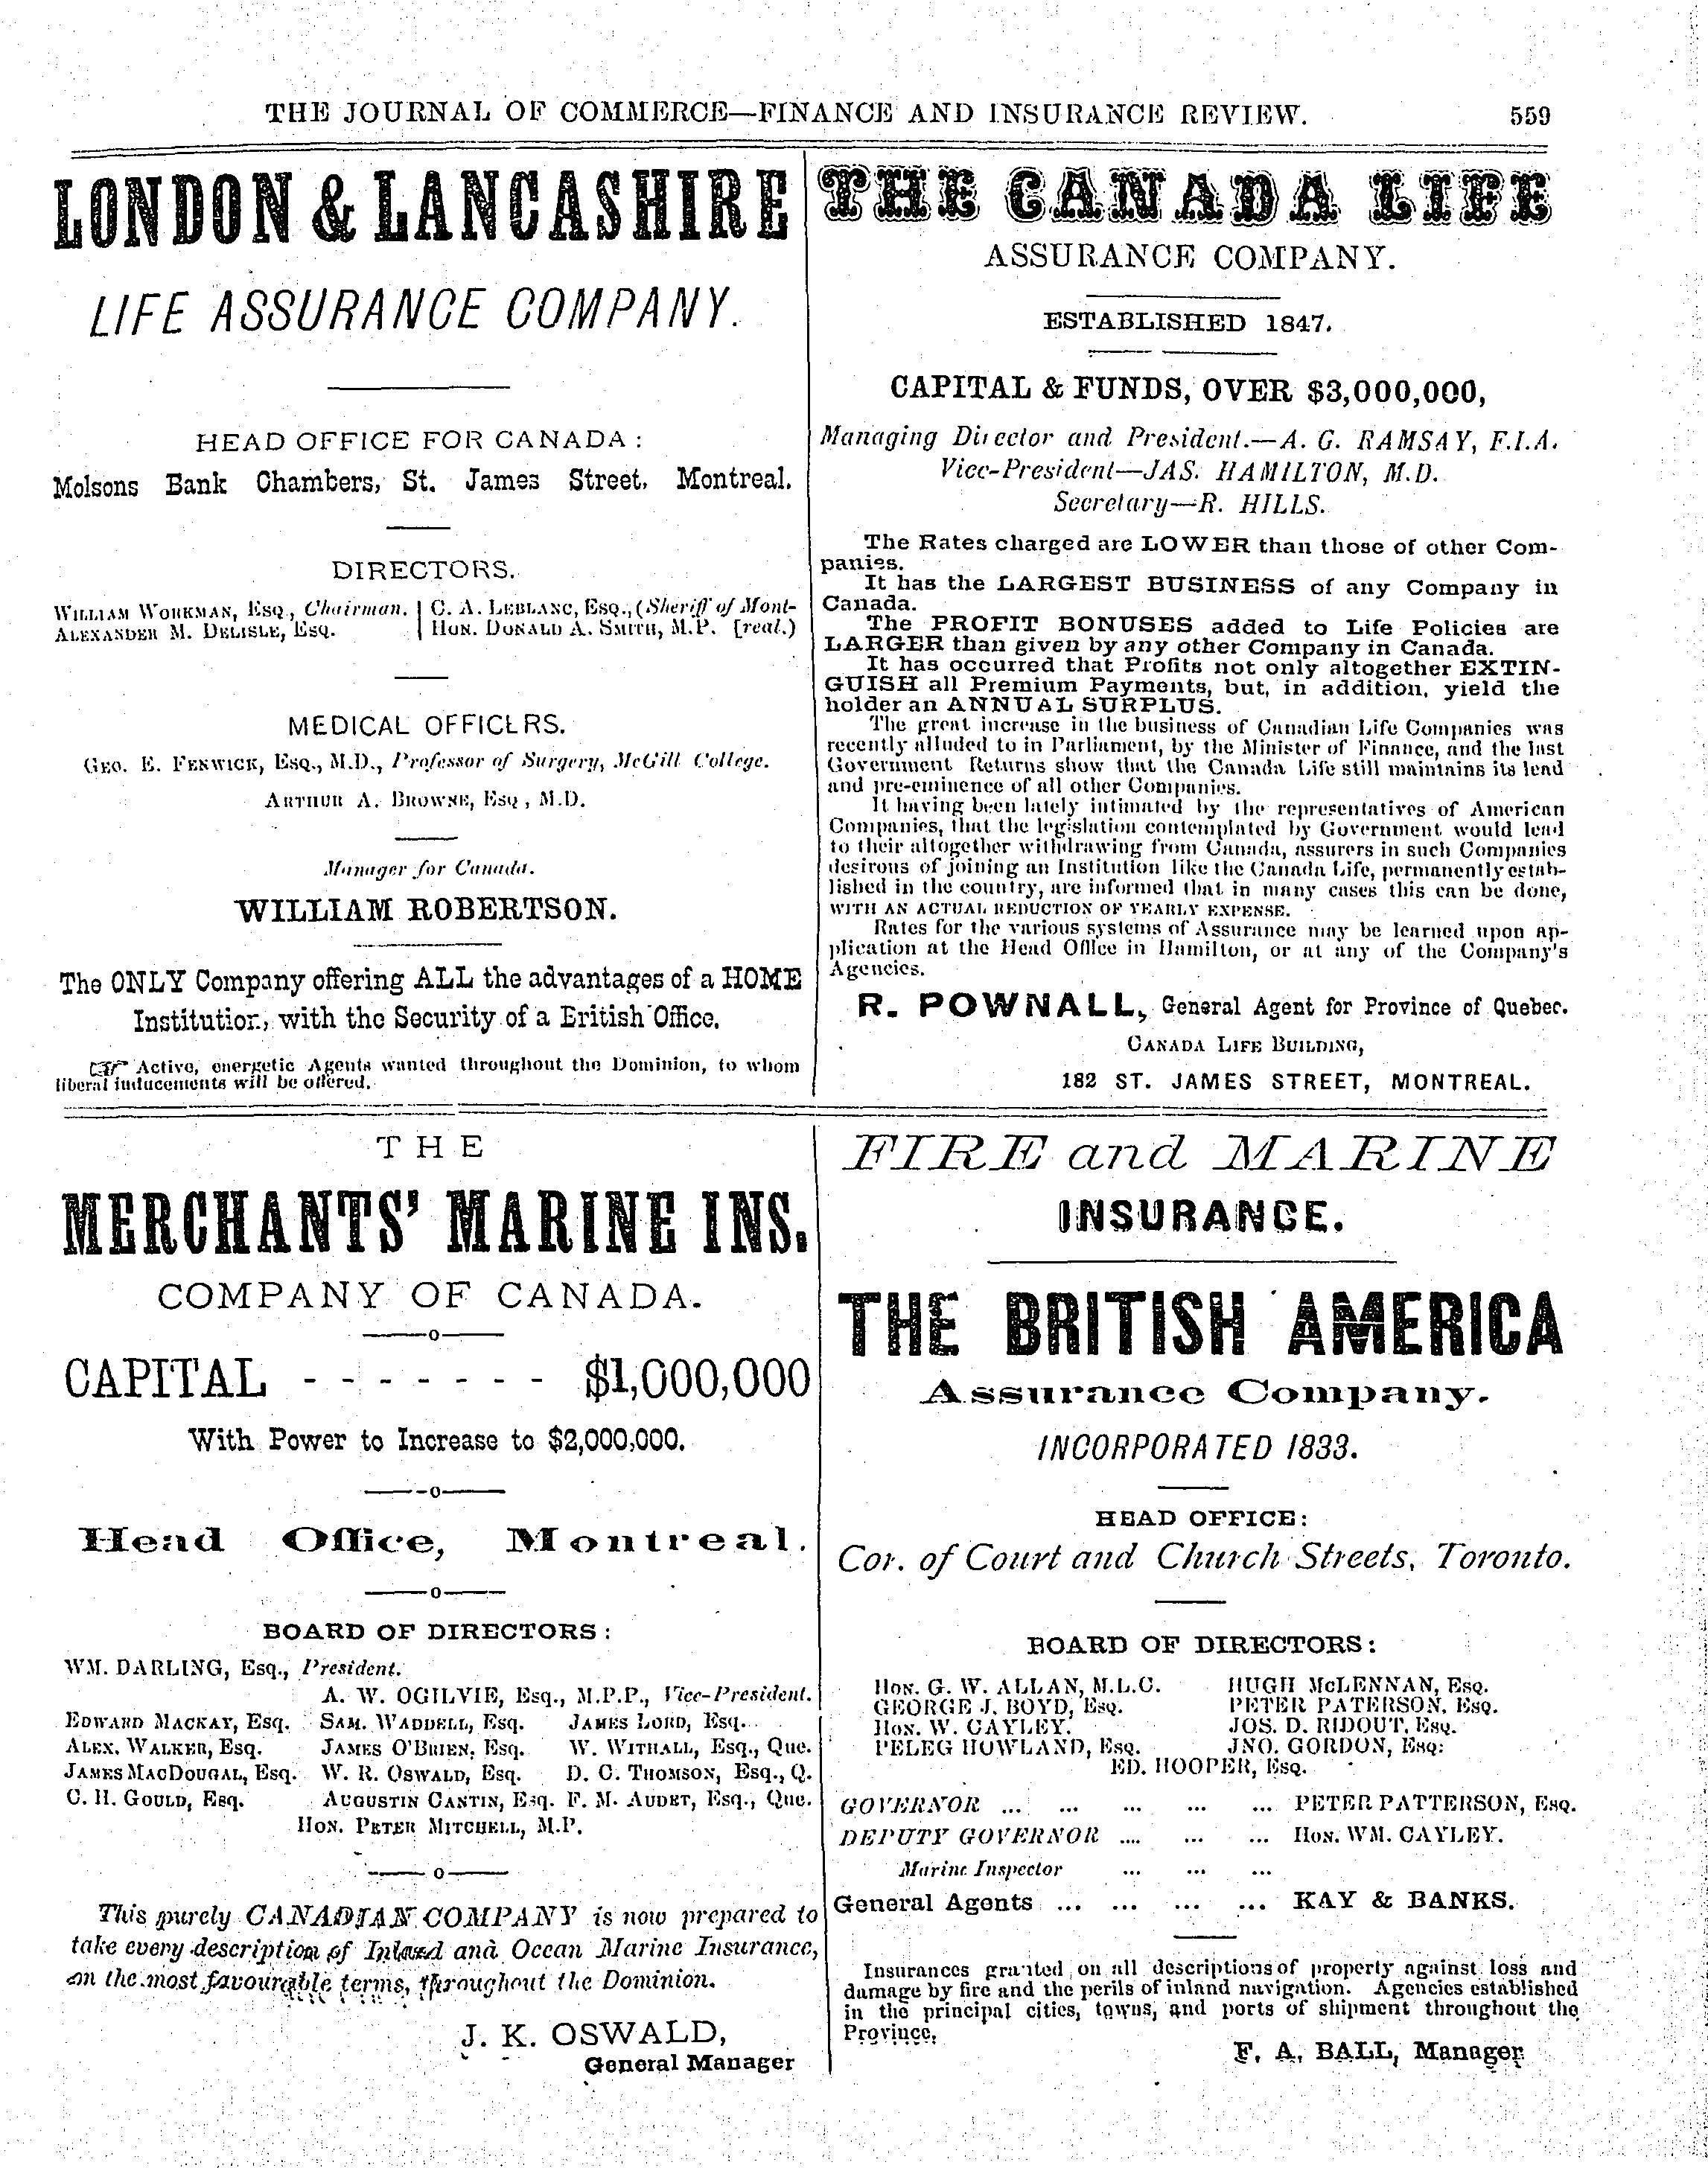 THE JOURNAL OF COMMERCE—FINANCE AND INSURANCE REVIEW. 559
LONDON & LANCASHIRE
LIFE ASSURANCE COMPANY.
HEAD OFFICE FOR CANADA:
Molsons Bank Chambers, St. James Street, Montreal.
DIRECTORS.
WILLIAM WORKMAN, ESQ., Chairman. | C. A. LEBLANC, ESQ., (Sheriff of Mont-
ALEXANDER M. DELISLE, ESQ. | HON. DONALD A. SMITH, M.P. [real.)
MEDICAL OFFICERS.
GEO. E. FENWICK, ESQ., M.D., Professor of Surgery, McGill College.
ARTHUR A. BROWNE, ESQ, M.D.
Manager for Canada.
WILLIAM ROBERTSON.
The ONLY Company offering ALL the advantages of a HOME
Institution, with the Security of a British Office.
☞ Active, energetic Agents wanted throughout the Dominion, to whom
liberal inducements will be offered.
THE CANADA LIFE
ASSURANCE COMPANY.
ESTABLISHED 1847.
CAPITAL & FUNDS, OVER $3,000,000,
Managing Director and President.—A. G. RAMSAY, F.I.A.
Vice-President—JAS. HAMILTON, M.D.
Secretary—R. HILLS.
The Rates charged are LOWER than those of other Com-
panies.
It has the LARGEST BUSINESS of any Company in
Canada.
The PROFIT BONUSES added to Life Policies are
LARGER than given by any other Company in Canada.
It has occurred that Profits not only altogether EXTIN-
GUISH all Premium Payments, but, in addition, yield the
holder an ANNUAL SURPLUS.
The great increase in the business of Canadian Life Companies was
recently alluded to in Parliament, by the Minister of Finance, and the last
Government Returns show that the Canada Life still maintains its lead
and pre-eminence of all other Companies.
It having been lately intimated by the representatives of American
Companies, that the legislation contemplated by Government would lead
to their altogether withdrawing from Canada, assurers in such Companies
desirous of joining an Institution like the Canada Life, permanently estab-
lished in the country, are informed that in many cases this can be done,
WITH AN ACTUAL REDUCTION OF YEARLY EXPENSE.
Rates for the various systems of Assurance may be learned upon ap-
plication at the Head Office in Hamilton, or at any of the Company's
Agencies.
R. POWNALL, General Agent for Province of Quebec.
CANADA LIFE BUILDING,
182 ST. JAMES STREET, MONTREAL.
THE
MERCHANTS' MARINE INS.
COMPANY OF CANADA.
CAPITAL - - - - - - - $1,000,000
With Power to Increase to $2,000,000.
Head Office, Montreal.
BOARD OF DIRECTORS:
WM. DARLING, Esq., President.
A. W. OGILVIE, Esq., M.P.P., Vice-President.
EDWARD MACKAY, Esq. SAM. WADDELL, Esq. JAMES LORD, Esq.
ALEX. WALKER, Esq. JAMES O'BRIEN, Esq. W. WITHALL, Esq., Que.
JAMES MACDOUGAL, Esq. W. R. OSWALD, Esq. D. C. THOMSON, Esq., Q.
C. H. GOULD, Esq. AUGUSTIN CANTIN, Esq. F. M. AUDET, Esq., Que.
HON. PETER MITCHELL, M.P.
This purely CANADIAN COMPANY is now prepared to
take every description of Inland and Ocean Marine Insurance,
on the most favourable terms, throughout the Dominion.
J. K. OSWALD,
General Manager
FIRE and MARINE
INSURANCE.
THE BRITISH AMERICA
Assurance Company.
INCORPORATED 1833.
HEAD OFFICE:
Cor. of Court and Church Streets, Toronto.
BOARD OF DIRECTORS:
HON. G. W. ALLAN, M.L.C. HUGH McLENNAN, Esq.
GEORGE J. BOYD, Esq. PETER PATERSON, Esq.
HON. W. CAYLEY. JOS. D. RIDOUT, Esq.
PELEG HOWLAND, Esq. JNO. GORDON, Esq:
ED. HOOPER, Esq.
GOVERNOR ... ... ... ... ... PETER PATTERSON, Esq.
DEPUTY GOVERNOR .... ... ... HON. WM. CAYLEY.
Marine Inspector ... ... ...
General Agents ... ... ... ... KAY & BANKS.
Insurances granted on all descriptions of property against loss and
damage by fire and the perils of inland navigation. Agencies established
in the principal cities, towns, and ports of shipment throughout the
Province.
F. A. BALL, Manager